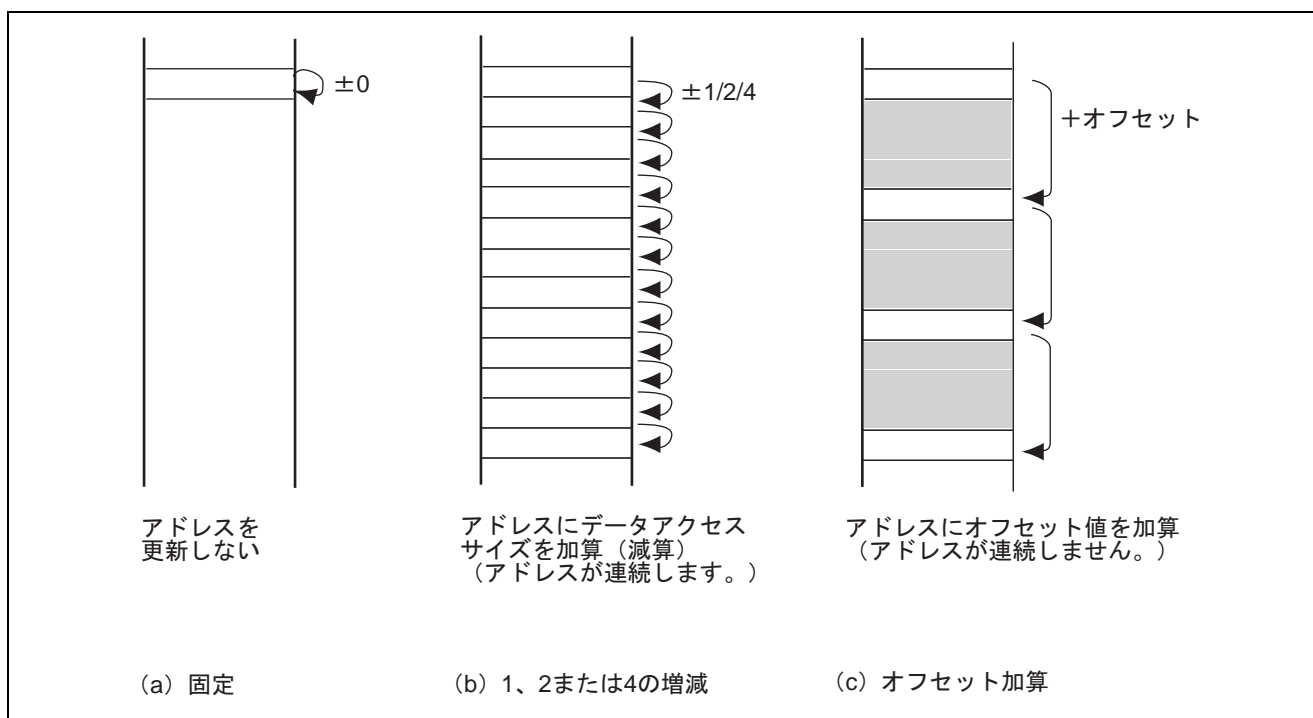 ±0
±1/2/4
+オフセット
アドレスを
更新しない
アドレスにデータアクセス
サイズを加算（減算）
（アドレスが連続します。）
アドレスにオフセット値を加算
（アドレスが連続しません。）
（a）固定
（b）1、2または4の増減
（c）オフセット加算